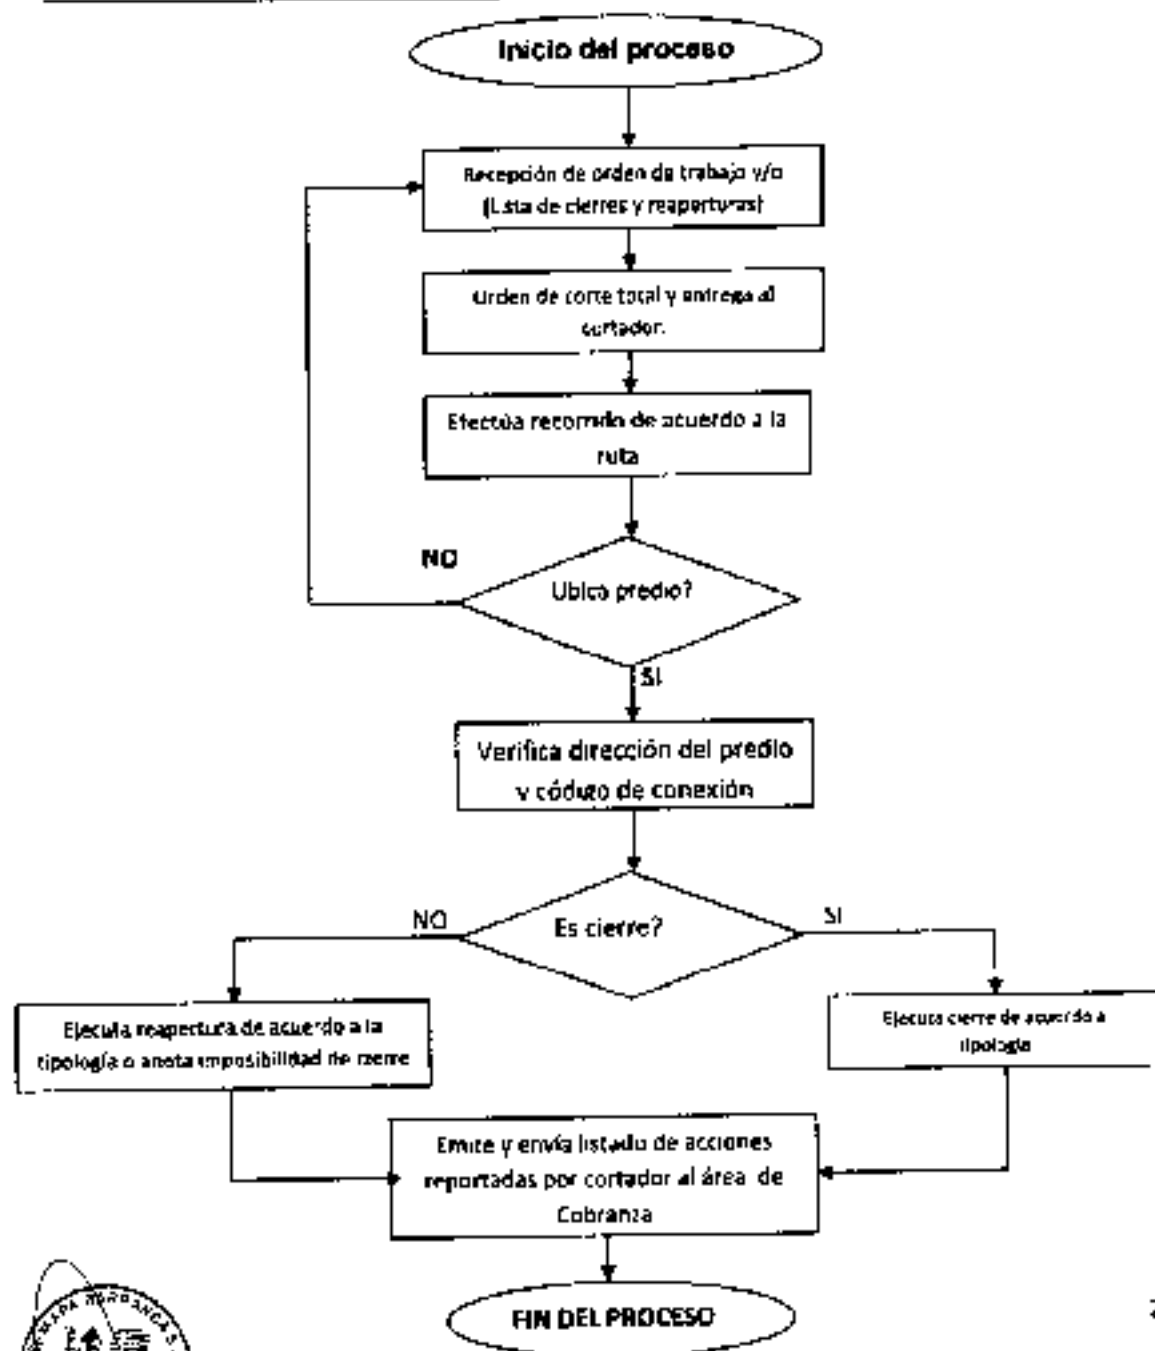 Inicio del proceso
Recepción de orden de trabajo y/o
(Lista de cierres y reaperturas)
Orden de corte total y entrega al
cortador.
Efectúa recorrido de acuerdo a la
ruta
NO
Ubica predio?
SI
Verifica dirección del predio
y código de conexión
NO
Es cierre?
SI
Ejecuta reapertura de acuerdo a la
tipología o anota imposibilidad de cierre
Ejecuta cierre de acuerdo a
tipología
Emite y envía listado de acciones
reportadas por cortador al área de
Cobranza
FIN DEL PROCESO
BARRANCA S.